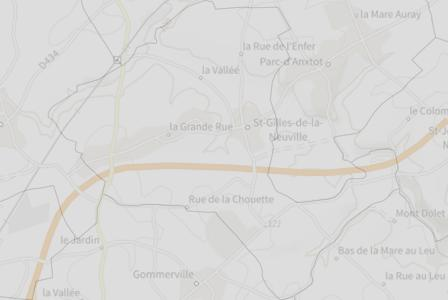 la Mare Auray
la Rue de l'Enfer
D434
Parc-d'Anxtot
la Vallée
le Colom
la Grande Rue
St-Gilles-de-la-
Neuville
St-J
N
Rue de la Chouette
Mont Dolet
le Jardin
Bas de la Mare au Leu
Gommerville
la Rue au Leu
la Vallée